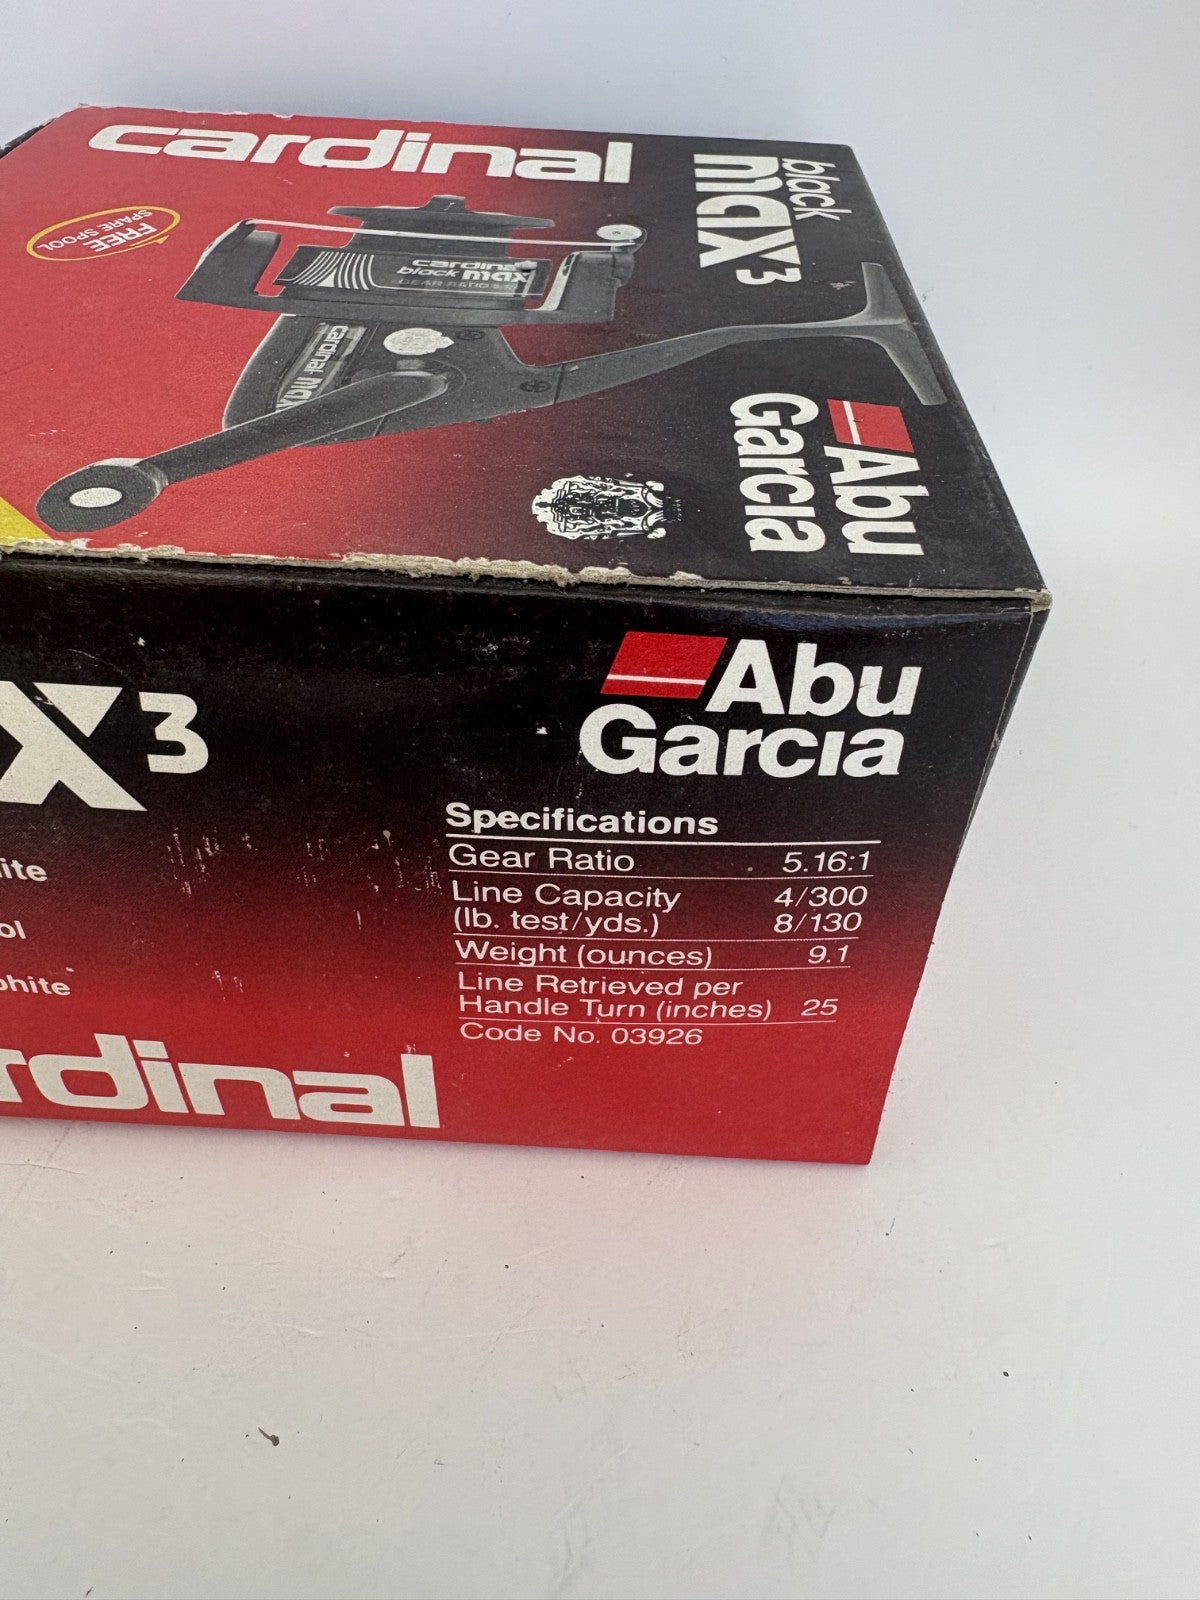 cardinal
black
max3
FREE
SPARE SPOOL
cardinal
black max
GEAR RATIO
cardinal max
Abu
Garcia
x3
Abu
Garcia
Specifications
Gear Ratio 5.16:1
Line Capacity 4/300
(lb. test/yds.) 8/130
Weight (ounces) 9.1
Line Retrieved per
Handle Turn (inches) 25
Code No. 03926
ite
ol
phite
rdinal